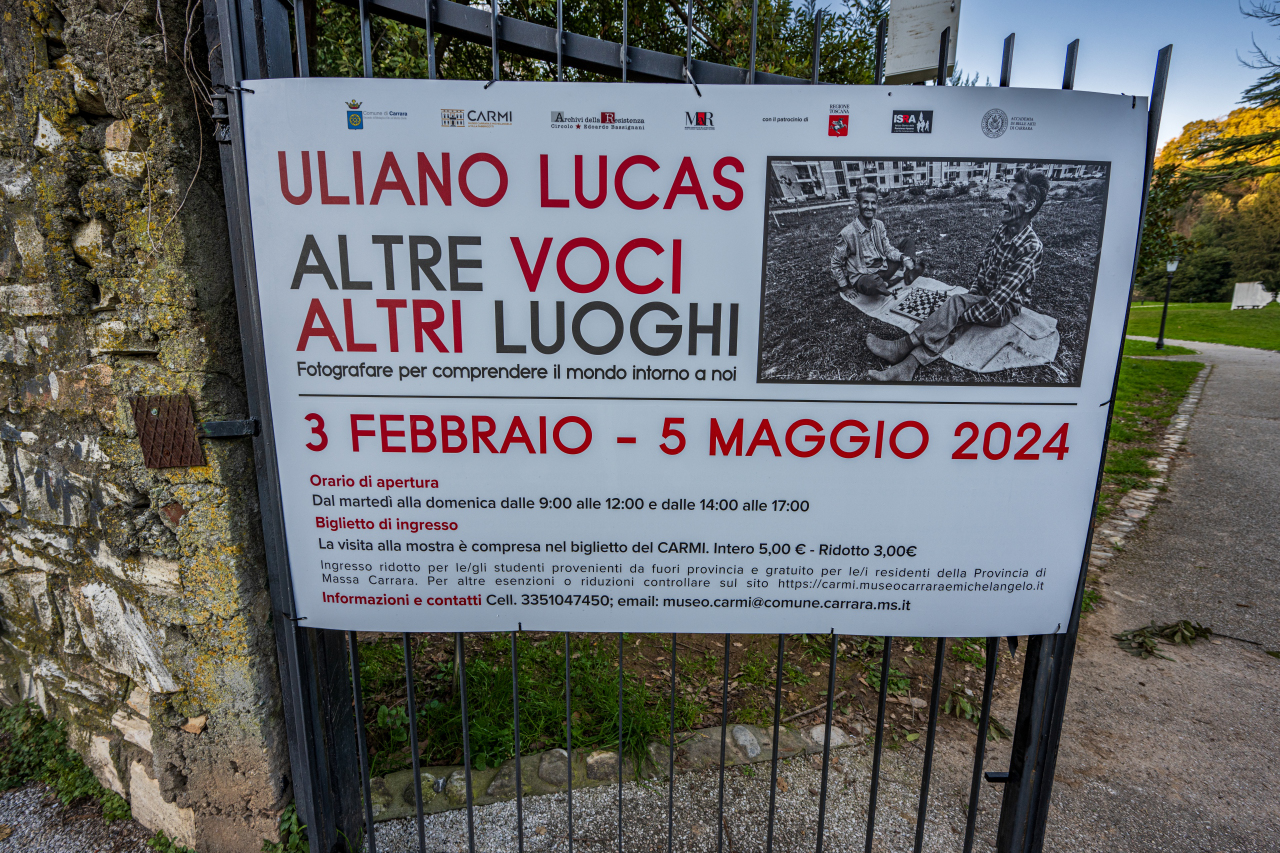 Comune di Carrara
CARMI
Archivi della Resistenza
Circolo ★ Edoardo Bassignani
con il patrocinio di
REGIONE
TOSCANA
ACCADEMIA
DI BELLE ARTI
DI CARRARA
ULIANO LUCAS
ALTRE VOCI
ALTRI LUOGHI
Fotografare per comprendere il mondo intorno a noi
3 FEBBRAIO - 5 MAGGIO 2024
Orario di apertura
Dal martedì alla domenica dalle 9:00 alle 12:00 e dalle 14:00 alle 17:00
Biglietto di ingresso
La visita alla mostra è compresa nel biglietto del CARMI. Intero 5,00 € - Ridotto 3,00€
Ingresso ridotto per le/gli studenti provenienti da fuori provincia e gratuito per le/i residenti della Provincia di
Massa Carrara. Per altre esenzioni o riduzioni controllare sul sito https://carmi.museocarraraemichelangelo.it
Informazioni e contatti Cell. 3351047450; email: museo.carmi@comune.carrara.ms.it